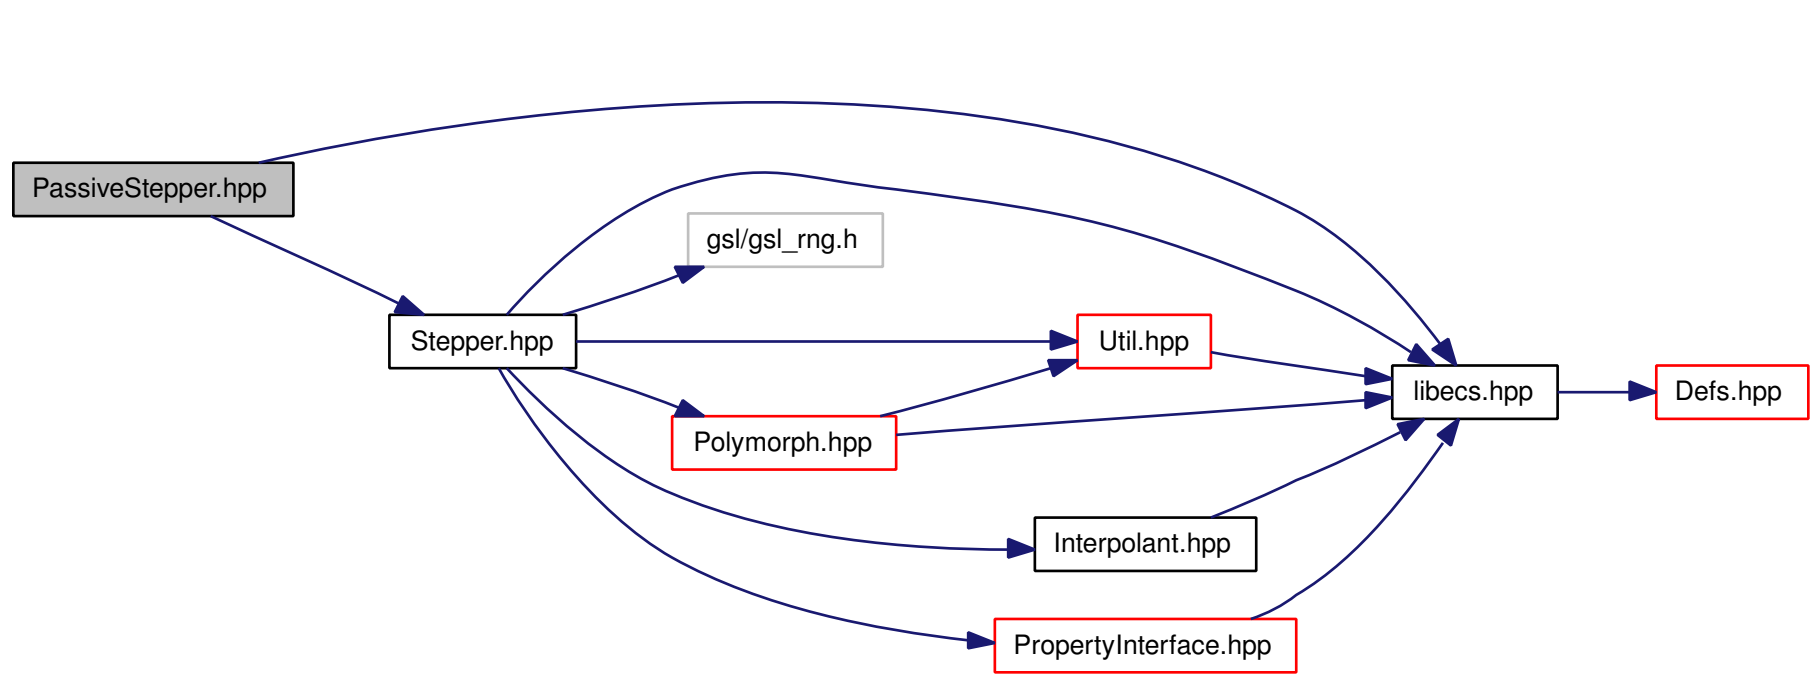 PassiveStepper.hpp
gsl/gsl_rng.h
Stepper.hpp
Util.hpp
libecs.hpp
Defs.hpp
Polymorph.hpp
Interpolant.hpp
PropertyInterface.hpp